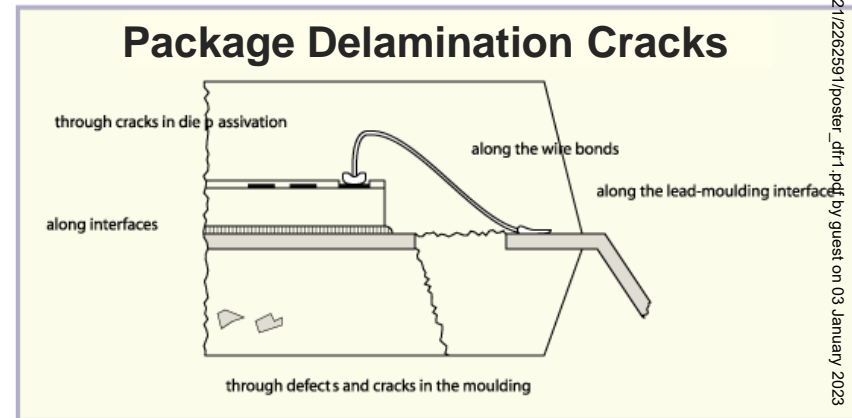 Package Delamination Cracks
through cracks in die p assivation
along the wire bonds
along the lead-moulding interface
along interfaces
through defects and cracks in the moulding
21/2262591/poster_dfr1.pdf by guest on 03 January 2023